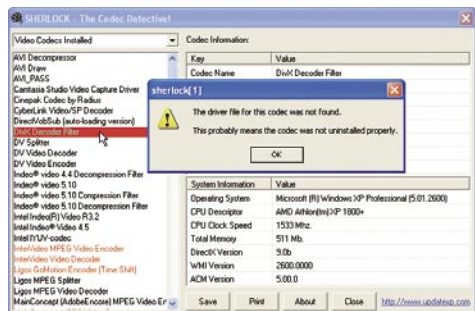 SHERLOCK - The Codec Detective!
Video Codecs Installed
Codec Information:
AVI Decompressor
AVI Draw
AVI_PASS
Camtasia Studio Video Capture Driver
Cinepak Codec by Radius
CyberLink Video/SP Decoder
DirectVobSub (auto-loading version)
DivX Decoder Filter
DV Splitter
DV Video Decoder
DV Video Encoder
Indeo® video 4.4 Decompression Filter
Indeo® video 5.10
Indeo® video 5.10 Compression Filter
Indeo® video 5.10 Decompression Filter
Intel Indeo(R) Video R3.2
Intel Indeo® Video 4.5
Intel IYUV codec
InterVideo MPEG Video Encoder
InterVideo Video Decoder
Ligos GoMotion Encoder (Time Shift)
Ligos MPEG Splitter
Ligos MPEG Video Decoder
MainConcept (AdobeEncore) MPEG Video Er
Key Value
Codec Name DivX Decoder Filter
sherlock[1]
The driver file for this codec was not found.
This probably means the codec was not uninstalled properly.
OK
System Information Value
Operating System Microsoft (R) Windows XP Professional (5.01.2600)
CPU Descriptor AMD Athlon(tm) XP 1800+
CPU Clock Speed 1533 Mhz.
Total Memory 511 Mb.
DirectX Version 9.0b
WMI Version 2600.0000
ACM Version 5.00.0
Save Print About Close http://www.updatexp.com